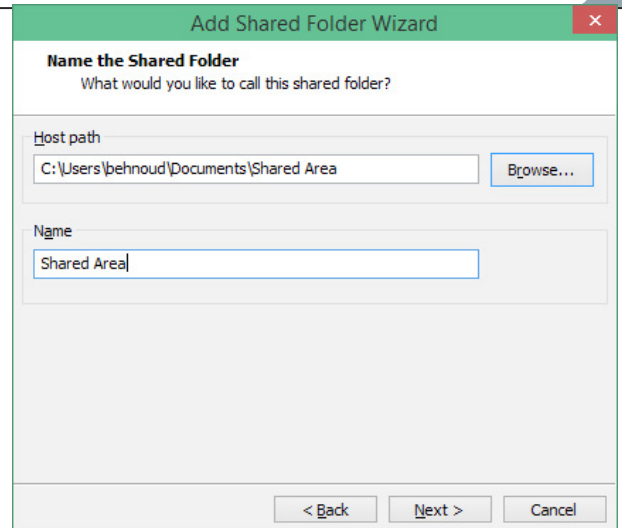 Add Shared Folder Wizard
Name the Shared Folder
What would you like to call this shared folder?
Host path
C:\Users\behnoud\Documents\Shared Area
Browse...
Name
Shared Area
< Back
Next >
Cancel